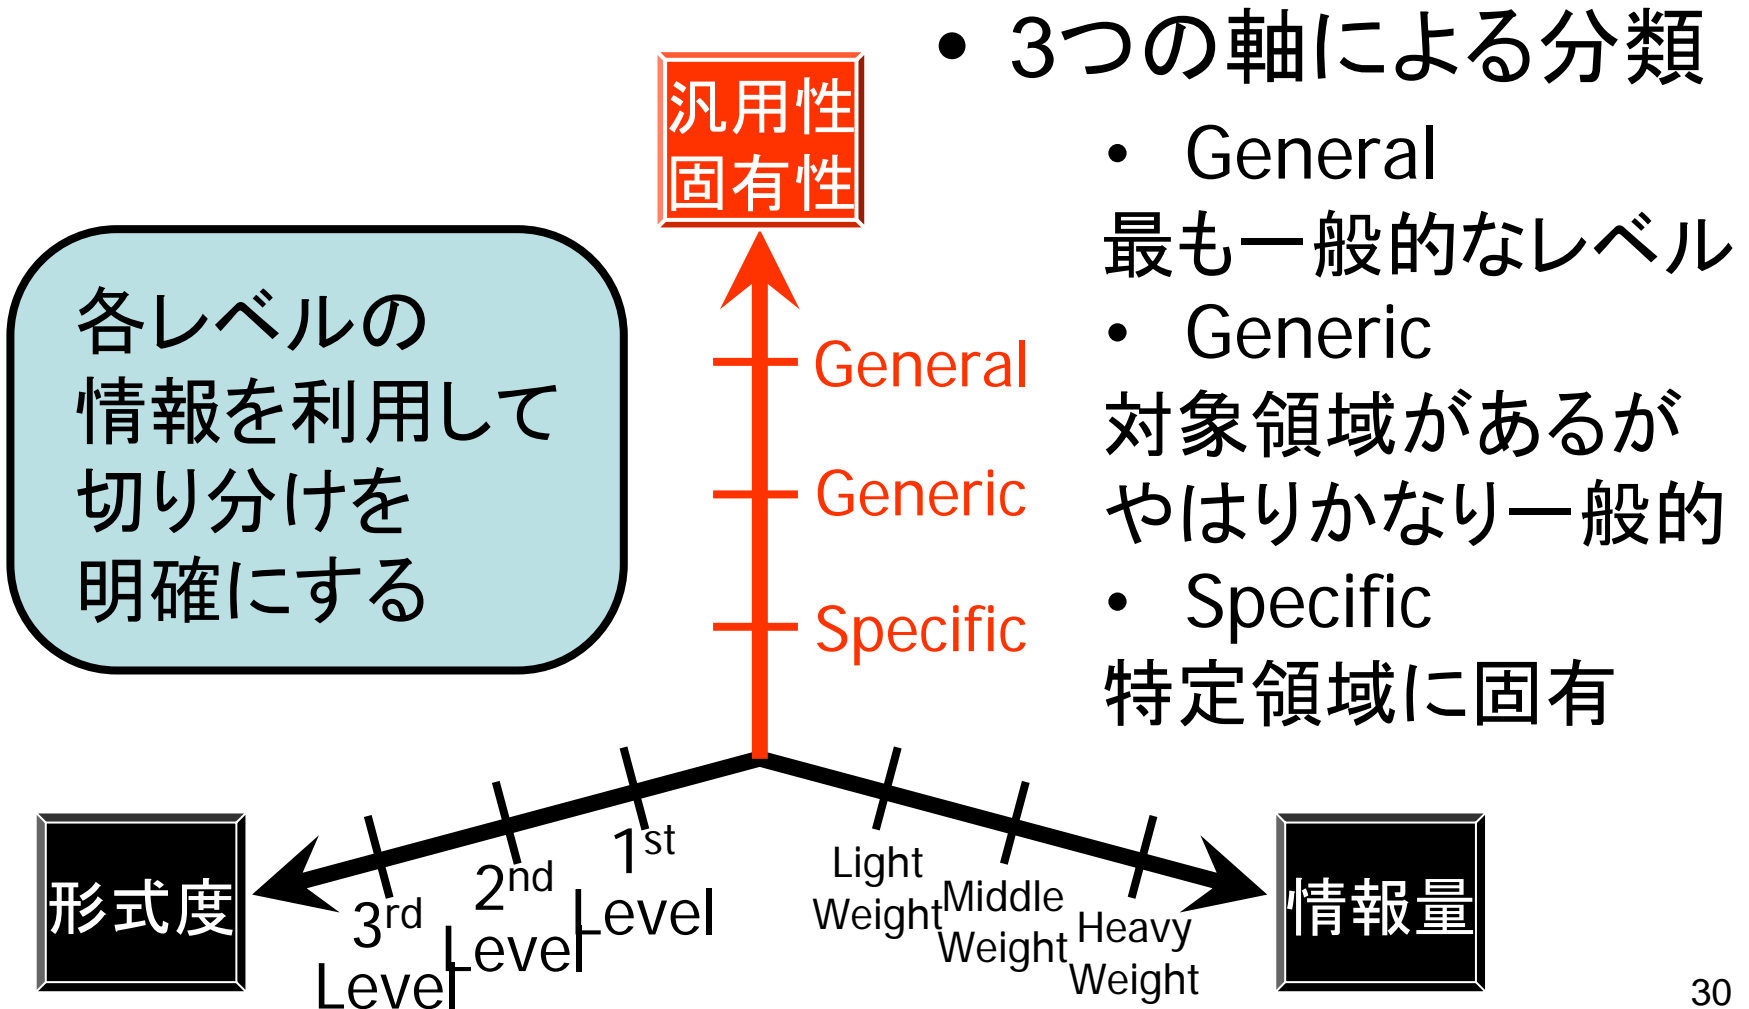 • 3つの軸による分類
• General
最も一般的なレベル
• Generic
対象領域があるが
やはりかなり一般的
• Specific
特定領域に固有
汎用性
固有性
General
Generic
Specific
各レベルの
情報を利用して
切り分けを
明確にする
形式度
3rd
Level
2nd
Level
1st
Level
Light
Weight
Middle
Weight
Heavy
Weight
情報量
30